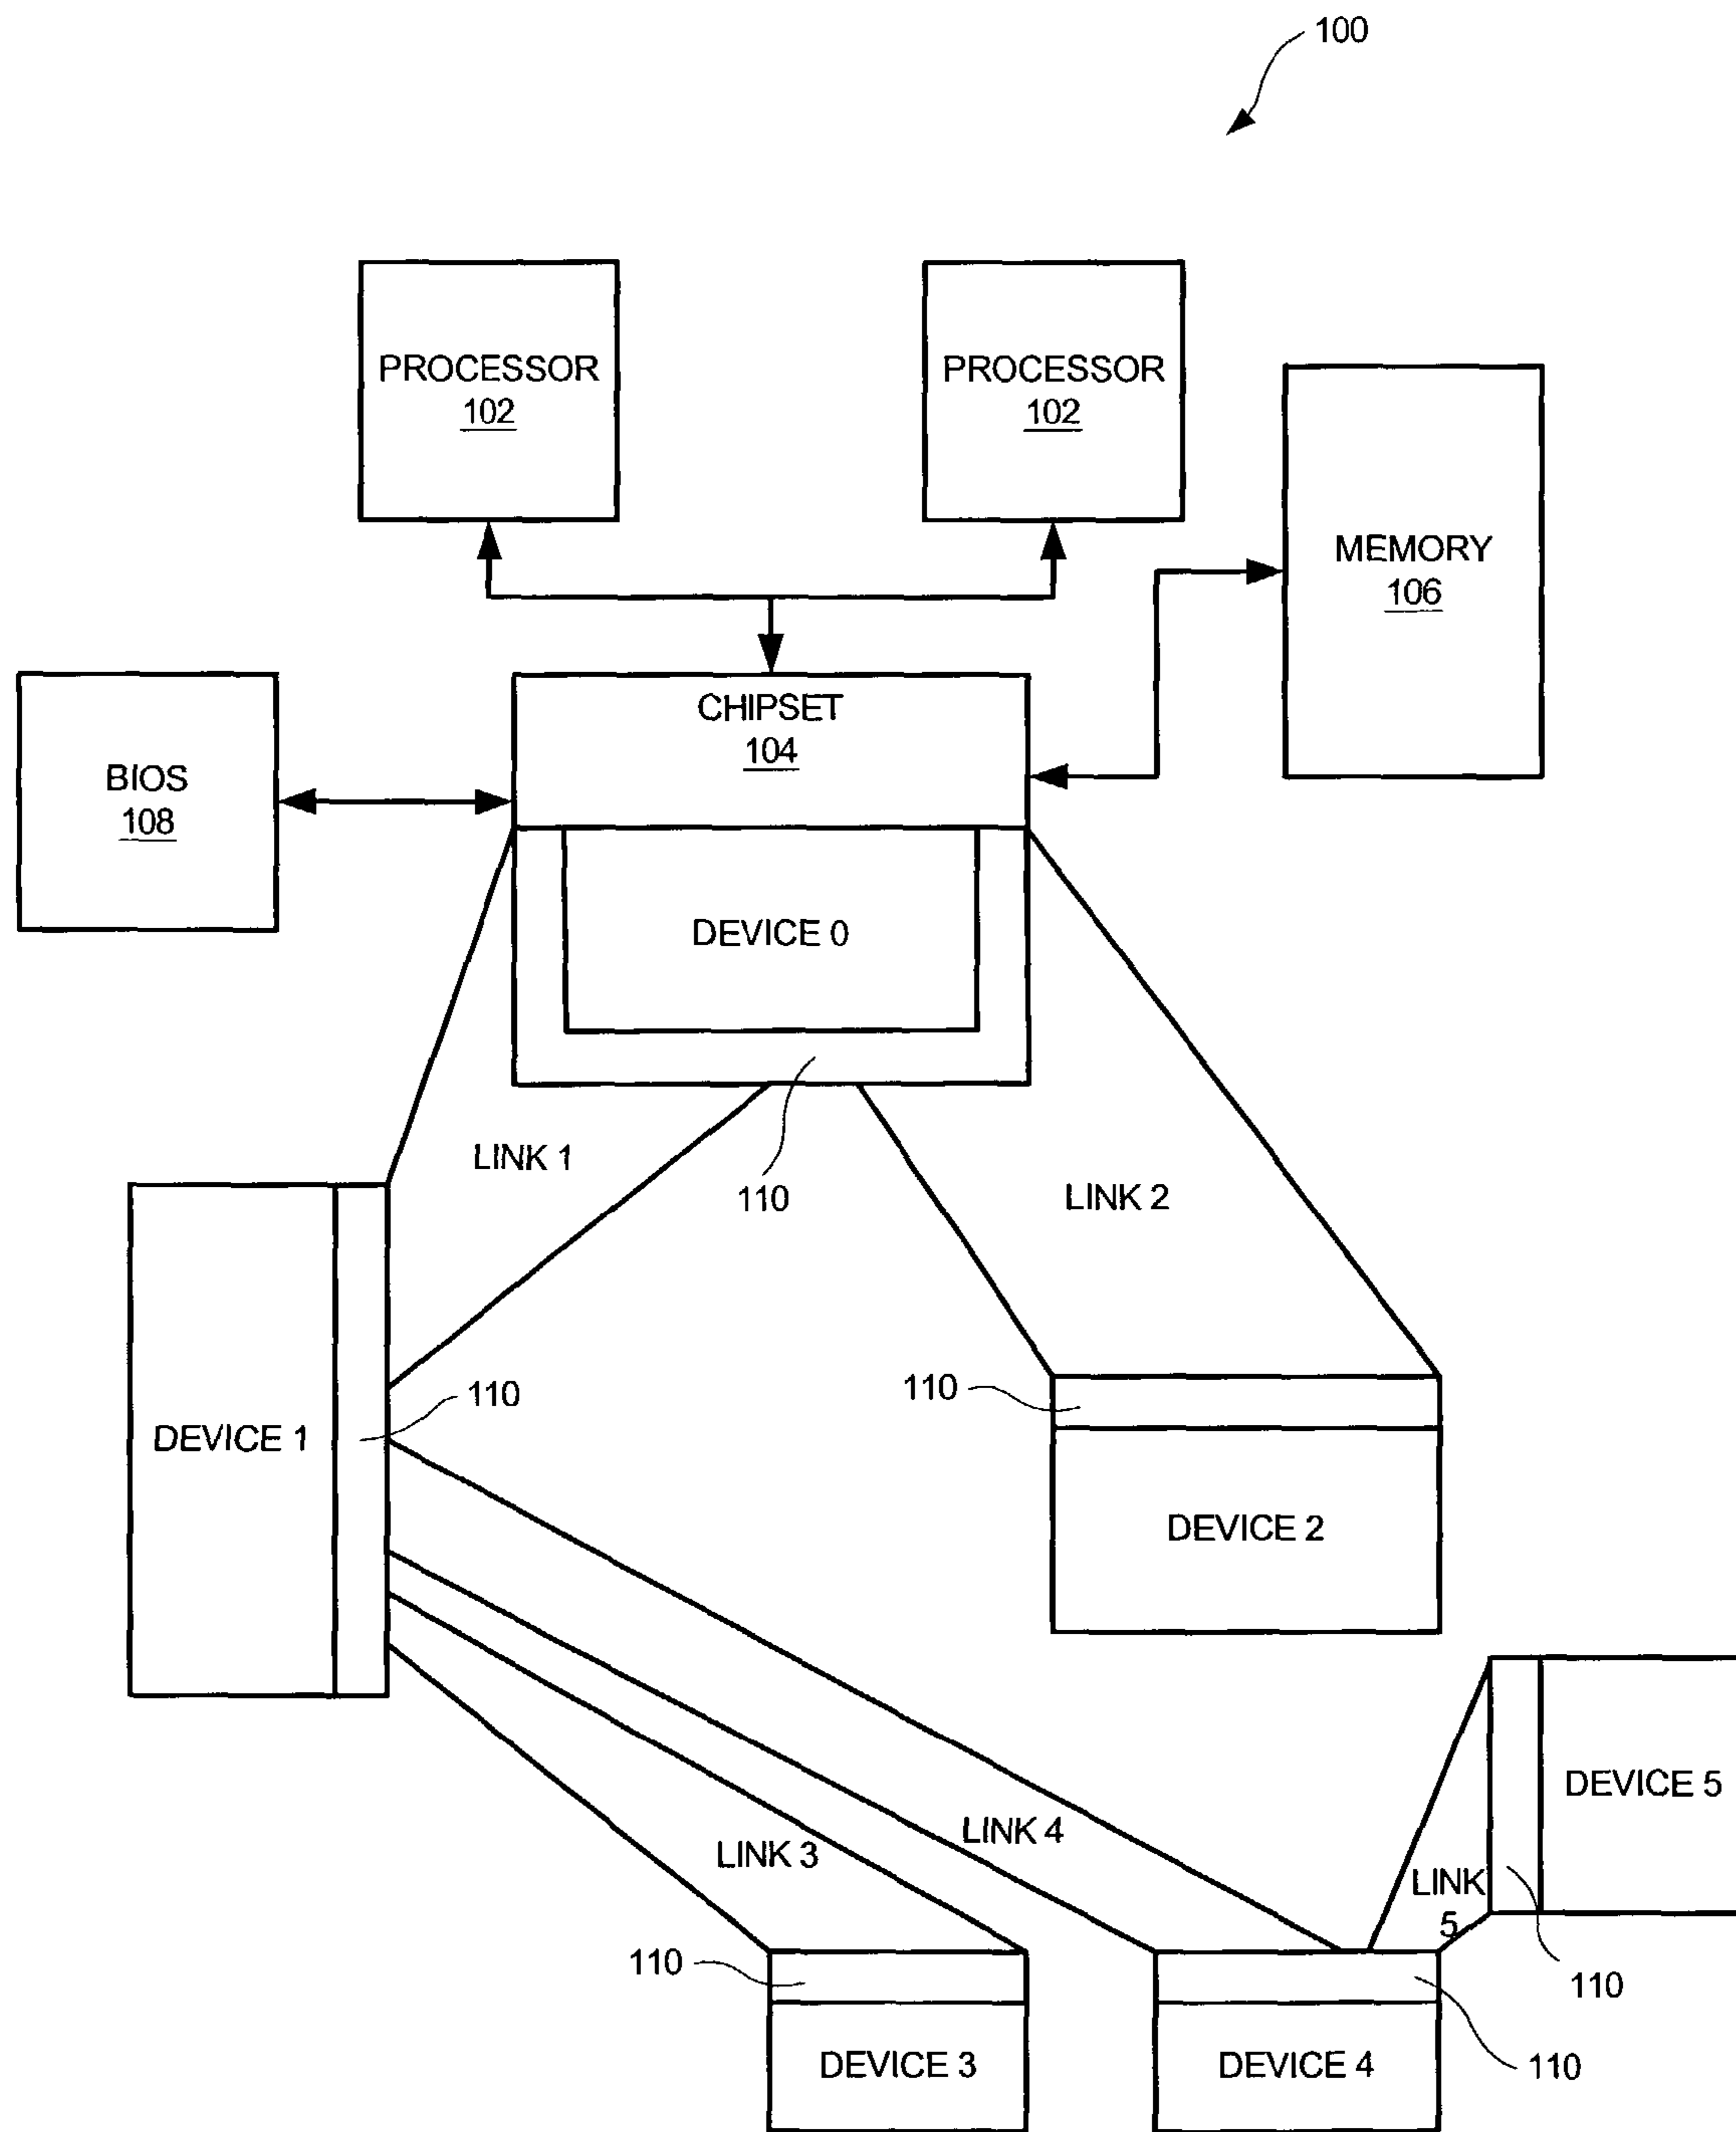 100
PROCESSOR
102
PROCESSOR
102
MEMORY
106
CHIPSET
104
BIOS
108
DEVICE 0
LINK 1
110
LINK 2
110
110
DEVICE 1
DEVICE 2
DEVICE 5
LINK 4
LINK 3
LINK
5
110
110
DEVICE 3
DEVICE 4
110